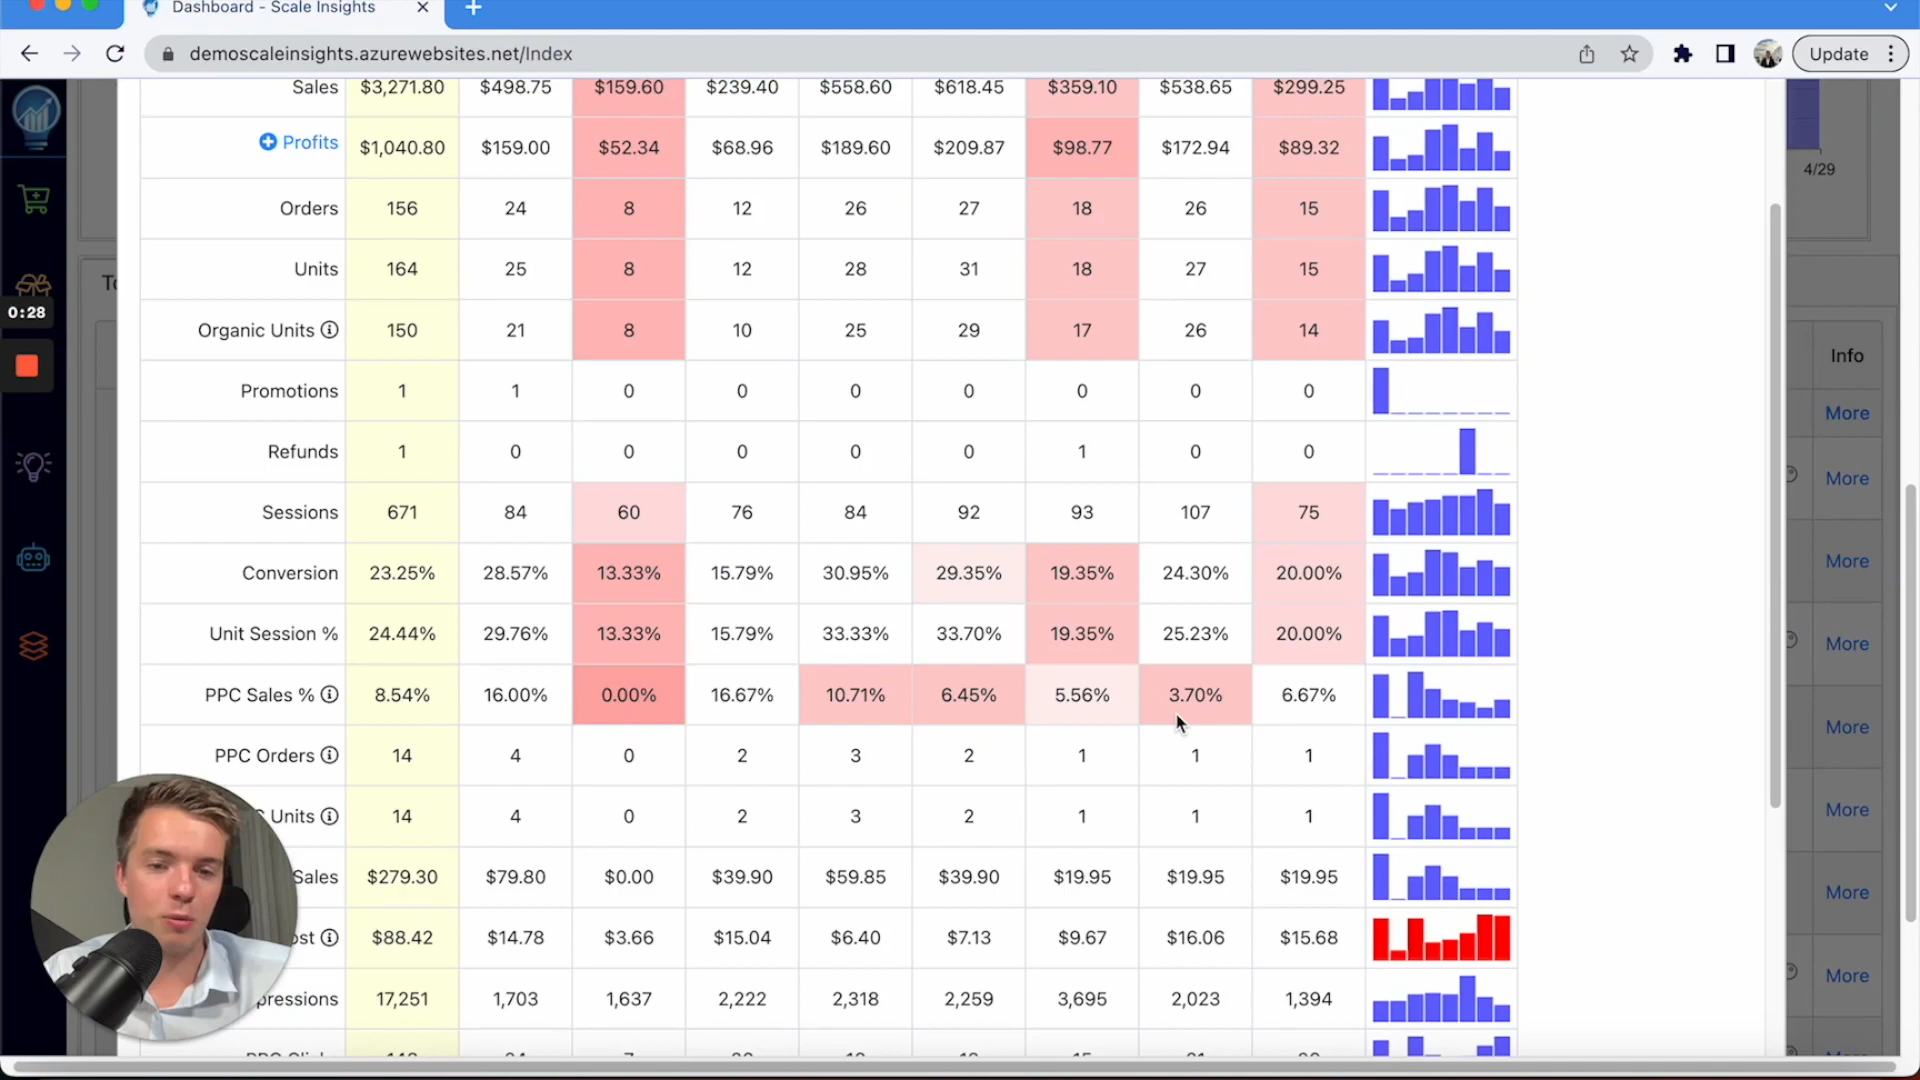 Dashboard - Scale Insights
demoscaleinsights.azurewebsites.net/Index
Update
Sales $3,271.80 $498.75 $159.60 $239.40 $558.60 $618.45 $359.10 $538.65 $299.25
Profits $1,040.80 $159.00 $52.34 $68.96 $189.60 $209.87 $98.77 $172.94 $89.32
4/29
Orders 156 24 8 12 26 27 18 26 15
Units 164 25 8 12 28 31 18 27 15
0:28
Organic Units 150 21 8 10 25 29 17 26 14
Info
Promotions 1 1 0 0 0 0 0 0 0
More
Refunds 1 0 0 0 0 0 1 0 0
More
Sessions 671 84 60 76 84 92 93 107 75
More
Conversion 23.25% 28.57% 13.33% 15.79% 30.95% 29.35% 19.35% 24.30% 20.00%
Unit Session % 24.44% 29.76% 13.33% 15.79% 33.33% 33.70% 19.35% 25.23% 20.00%
More
PPC Sales % 8.54% 16.00% 0.00% 16.67% 10.71% 6.45% 5.56% 3.70% 6.67%
More
PPC Orders 14 4 0 2 3 2 1 1 1
More
Units 14 4 0 2 3 2 1 1 1
Sales $279.30 $79.80 $0.00 $39.90 $59.85 $39.90 $19.95 $19.95 $19.95
More
ost $88.42 $14.78 $3.66 $15.04 $6.40 $7.13 $9.67 $16.06 $15.68
More
pressions 17,251 1,703 1,637 2,222 2,318 2,259 3,695 2,023 1,394